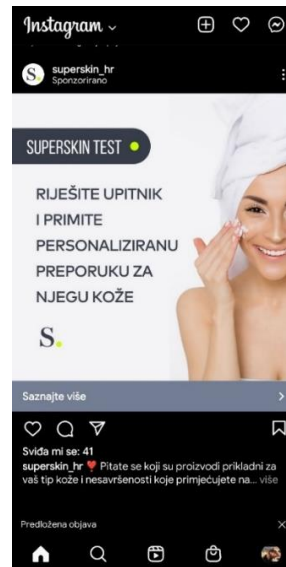 Instagram
superskin_hr
Sponzorirano
S.
SUPERSKIN TEST
RIJEŠITE UPITNIK
I PRIMITE
PERSONALIZIRANU
PREPORUKU ZA
NJEGU KOŽE
S.
Saznajte više
Sviđa mi se: 41
superskin_hr ❣️ Pitate se koji su proizvodi prikladni za
vaš tip kože i nesavršenosti koje primjećujete na... više
Predložena objava